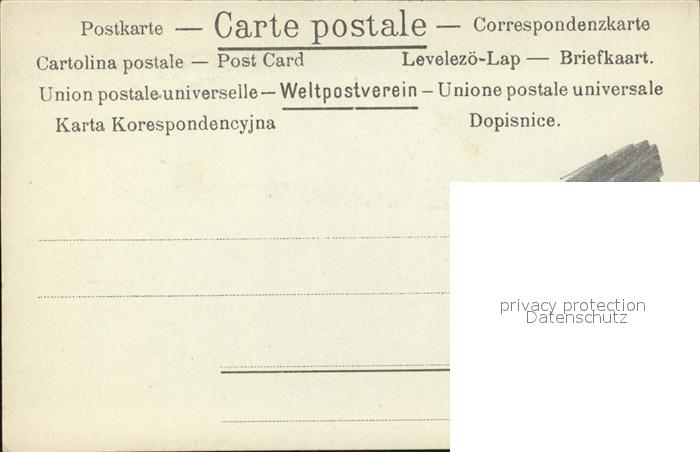 Postkarte — Carte postale — Correspondenzkarte
Cartolina postale — Post Card Levelezö-Lap — Briefkaart.
Union postale universelle — Weltpostverein — Unione postale universale
Karta Korespondencyjna Dopisnice.
privacy protection
Datenschutz